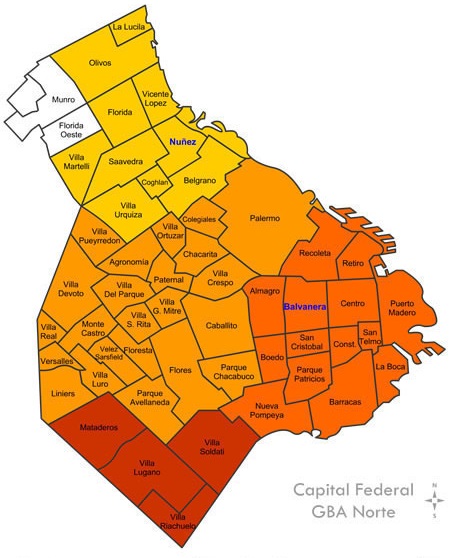 La Lucila
Olivos
Munro
Vicente
Lopez
Florida
Florida
Oeste
Nuñez
Villa
Martelli
Saavedra
Coghlan
Belgrano
Villa
Urquiza
Colegiales
Palermo
Villa
Pueyrredon
Villa
Ortuzar
Chacarita
Recoleta
Retiro
Agronomía
Villa
Devoto
Villa
Del Parque
Paternal
Villa
Crespo
Almagro
Balvanera
Centro
Puerto
Madero
Villa
Real
Monte
Castro
Villa
S. Rita
Villa
G. Mitre
Caballito
San
Cristobal
Const.
San
Telmo
Versalles
Velez
Sarsfield
Floresta
Boedo
Liniers
Villa
Luro
Flores
Parque
Chacabuco
Parque
Patricios
La Boca
Parque
Avellaneda
Nueva
Pompeya
Barracas
Mataderos
Villa
Soldati
Villa
Lugano
Villa
Riachuelo
Capital Federal
GBA Norte
N
S